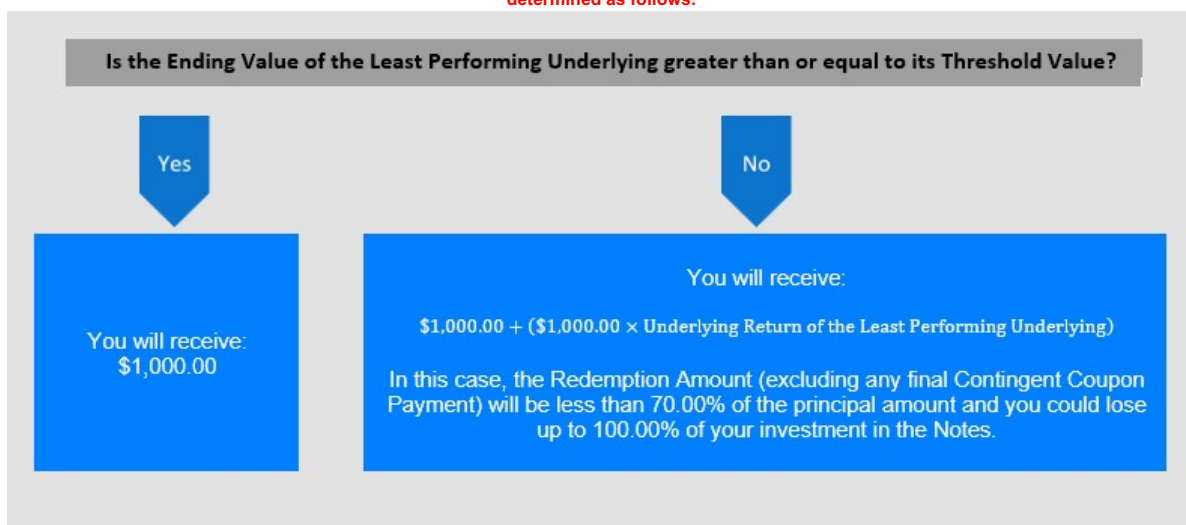 determined as follows:
Is the Ending Value of the Least Performing Underlying greater than or equal to its Threshold Value?
Yes
No
You will receive:
$1,000.00
You will receive:
$1,000.00 + ($1,000.00 × Underlying Return of the Least Performing Underlying)
In this case, the Redemption Amount (excluding any final Contingent Coupon
Payment) will be less than 70.00% of the principal amount and you could lose
up to 100.00% of your investment in the Notes.